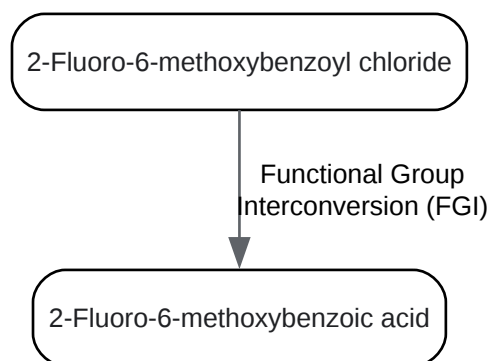 2-Fluoro-6-methoxybenzoyl chloride
Functional Group
Interconversion (FGI)
2-Fluoro-6-methoxybenzoic acid